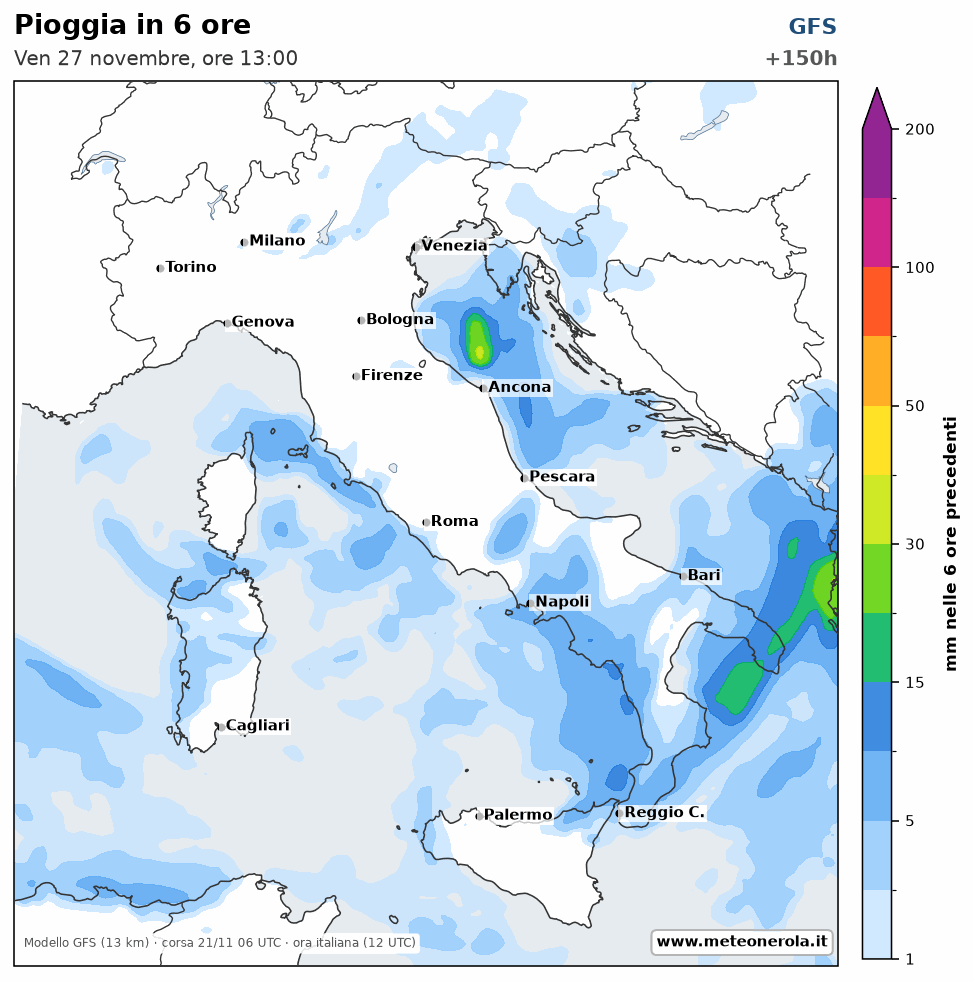 Pioggia in 6 ore
GFS
Ven 27 novembre, ore 13:00
+150h
Milano
Venezia
Torino
Genova
Bologna
Firenze
Ancona
Pescara
Roma
Bari
Napoli
Cagliari
Palermo
Reggio C.
200
100
50
30
15
5
1
mm nelle 6 ore precedenti
Modello GFS (13 km) · corsa 21/11 06 UTC · ora italiana (12 UTC)
www.meteonerola.it